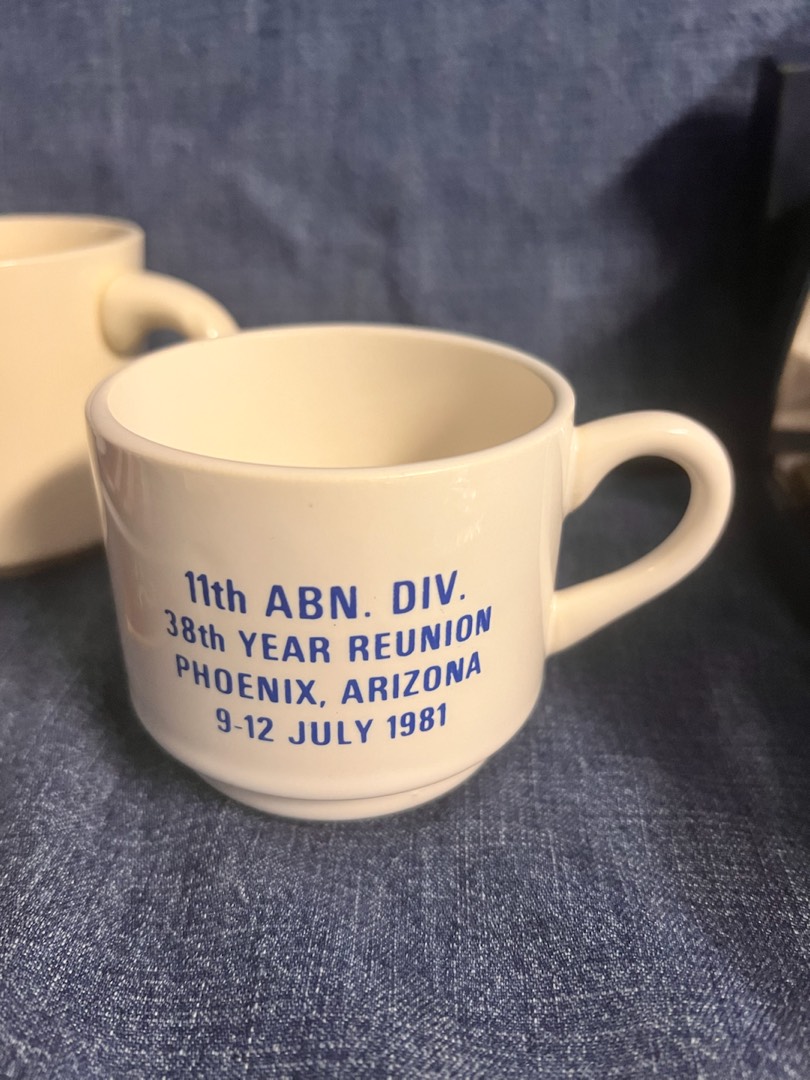 11th ABN. DIV.
38th YEAR REUNION
PHOENIX, ARIZONA
9-12 JULY 1981